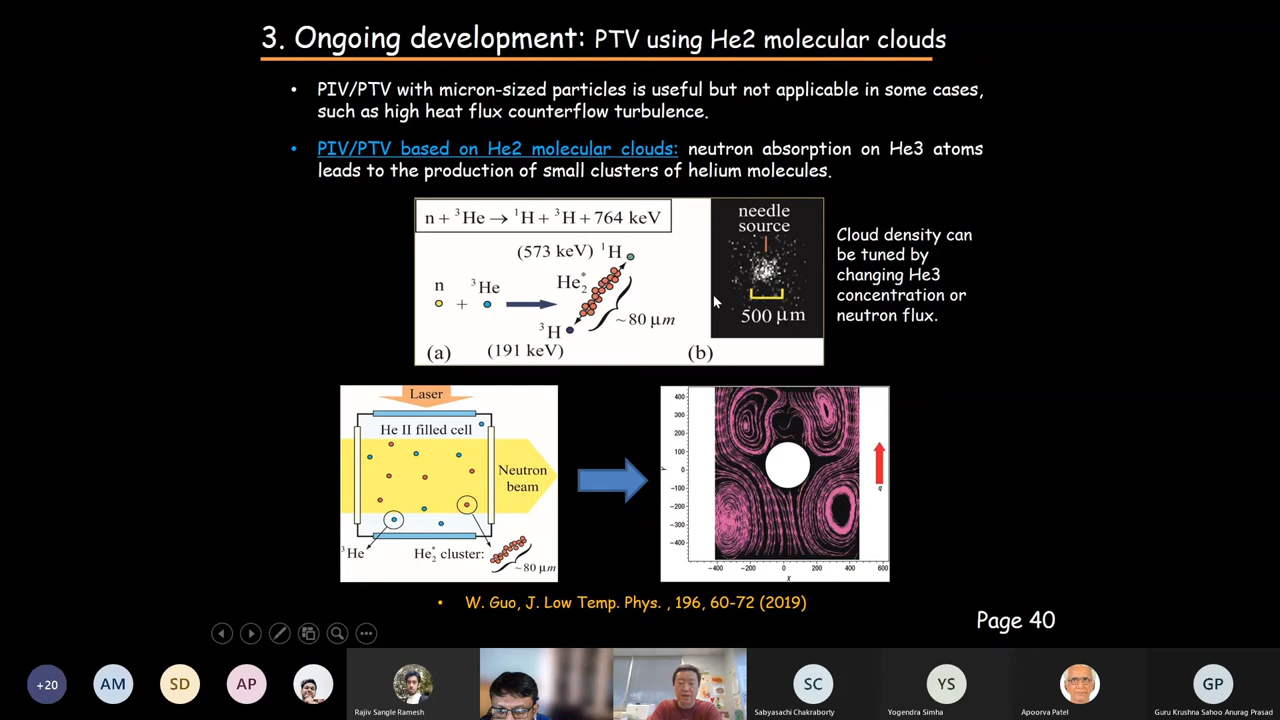 3. Ongoing development: PTV using He2 molecular clouds
• PIV/PTV with micron-sized particles is useful but not applicable in some cases,
such as high heat flux counterflow turbulence.
• PIV/PTV based on He2 molecular clouds: neutron absorption on He3 atoms
leads to the production of small clusters of helium molecules.
n + ³He → ¹H + ³H + 764 keV
(573 keV) ¹H
n
+
³He
He₂*
~80 μm
³H
(191 keV)
(a)
needle
source
500 μm
(b)
Cloud density can
be tuned by
changing He3
concentration or
neutron flux.
Laser
He II filled cell
Neutron
beam
³He
He₂* cluster:
~80 μm
400
300
200
100
0
-100
-200
-300
-400
Y
-400
-200
0
200
400
600
X
q
• W. Guo, J. Low Temp. Phys. , 196, 60-72 (2019)
Page 40
+20
AM
SD
AP
SC
YS
GP
Rajiv Sangle Ramesh
Sabyasachi Chakraborty
Yogendra Simha
Apoorva Patel
Guru Krushna Sahoo Anurag Prasad